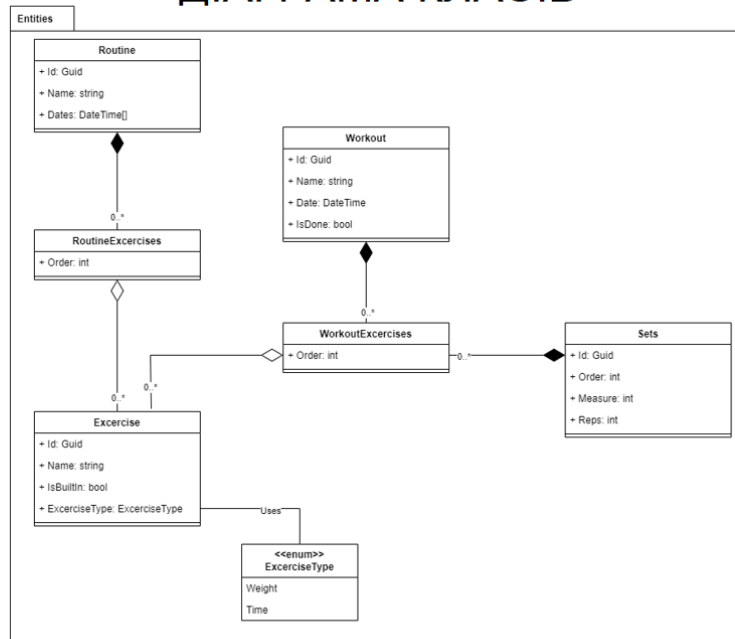 ДІАГРАМА КЛАСІВ
Entities
Routine
+ Id: Guid
+ Name: string
+ Dates: DateTime[]
0..*
RoutineExcercises
+ Order: int
0..*
Workout
+ Id: Guid
+ Name: string
+ Date: DateTime
+ IsDone: bool
0..*
WorkoutExcercises
+ Order: int
0..*
0..*
Sets
+ Id: Guid
+ Order: int
+ Measure: int
+ Reps: int
Excercise
+ Id: Guid
+ Name: string
+ IsBuiltIn: bool
+ ExcerciseType: ExcerciseType
Uses
<<enum>>
ExcerciseType
Weight
Time